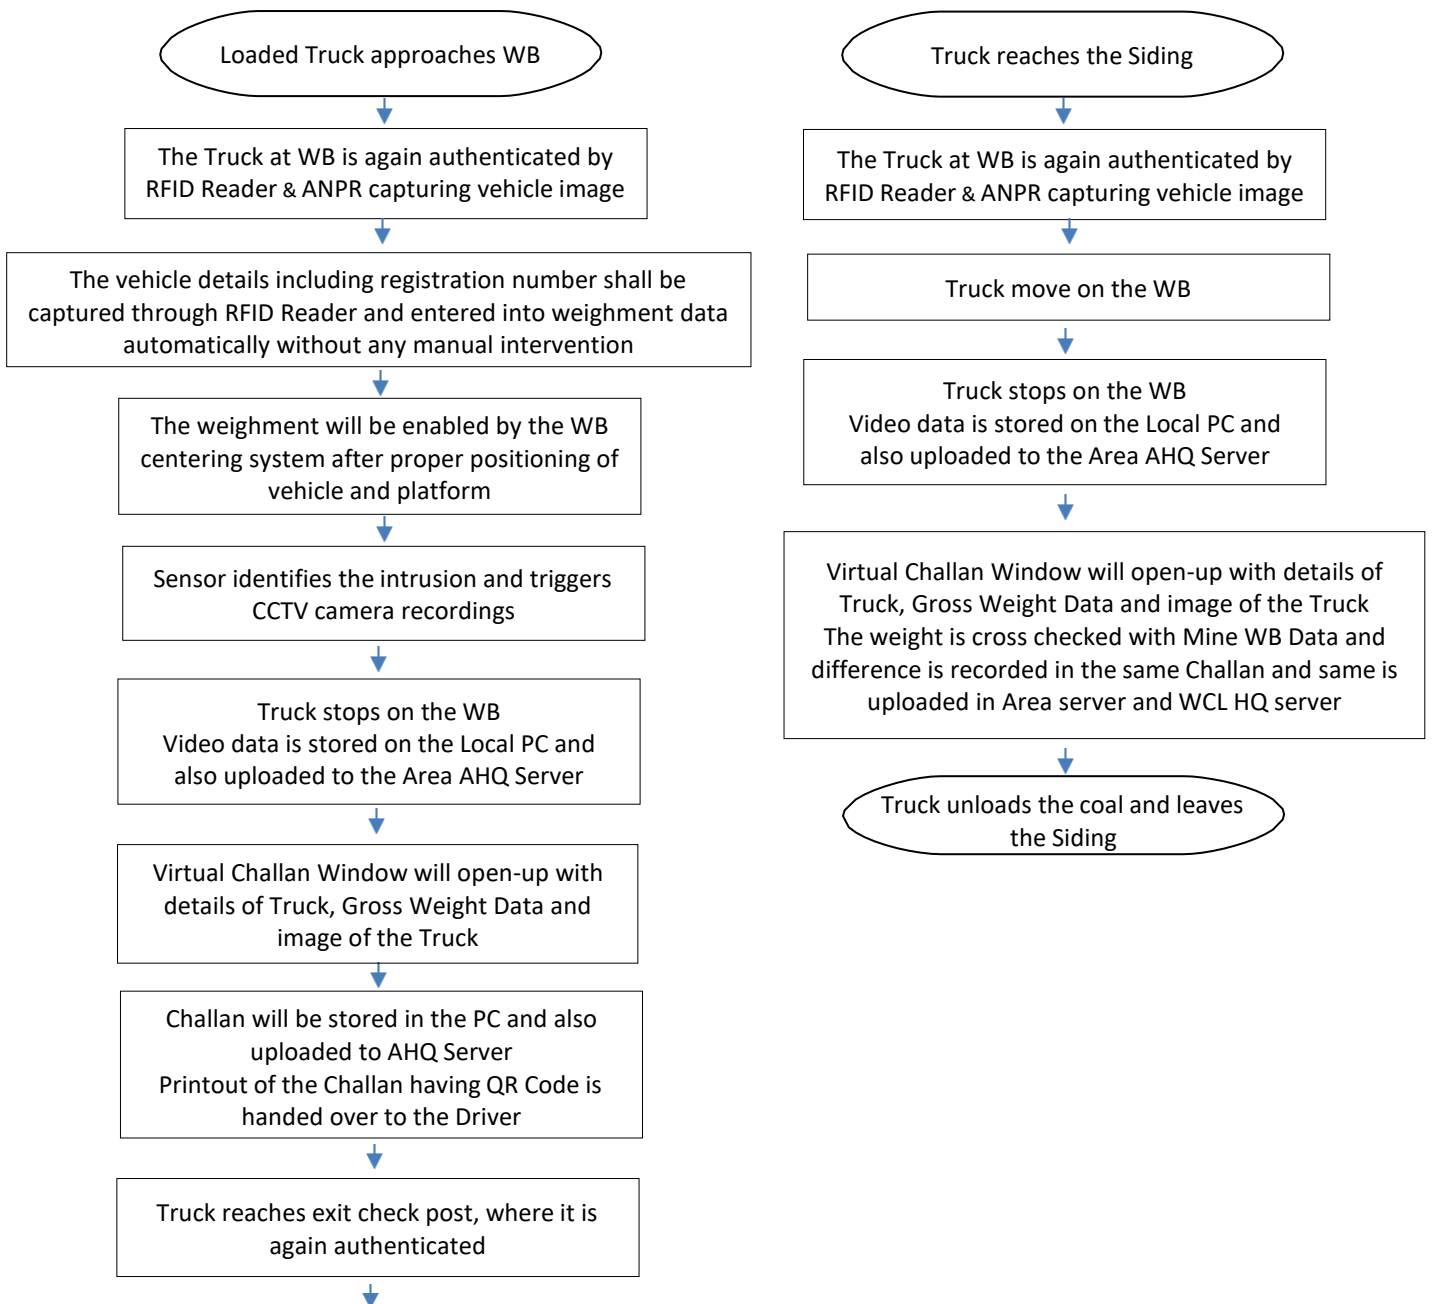 Loaded Truck approaches WB
The Truck at WB is again authenticated by
RFID Reader & ANPR capturing vehicle image
The vehicle details including registration number shall be
captured through RFID Reader and entered into weighment data
automatically without any manual intervention
The weighment will be enabled by the WB
centering system after proper positioning of
vehicle and platform
Sensor identifies the intrusion and triggers
CCTV camera recordings
Truck stops on the WB
Video data is stored on the Local PC and
also uploaded to the Area AHQ Server
Virtual Challan Window will open-up with
details of Truck, Gross Weight Data and
image of the Truck
Challan will be stored in the PC and also
uploaded to AHQ Server
Printout of the Challan having QR Code is
handed over to the Driver
Truck reaches exit check post, where it is
again authenticated
Truck reaches the Siding
The Truck at WB is again authenticated by
RFID Reader & ANPR capturing vehicle image
Truck move on the WB
Truck stops on the WB
Video data is stored on the Local PC and
also uploaded to the Area AHQ Server
Virtual Challan Window will open-up with details of
Truck, Gross Weight Data and image of the Truck
The weight is cross checked with Mine WB Data and
difference is recorded in the same Challan and same is
uploaded in Area server and WCL HQ server
Truck unloads the coal and leaves
the Siding